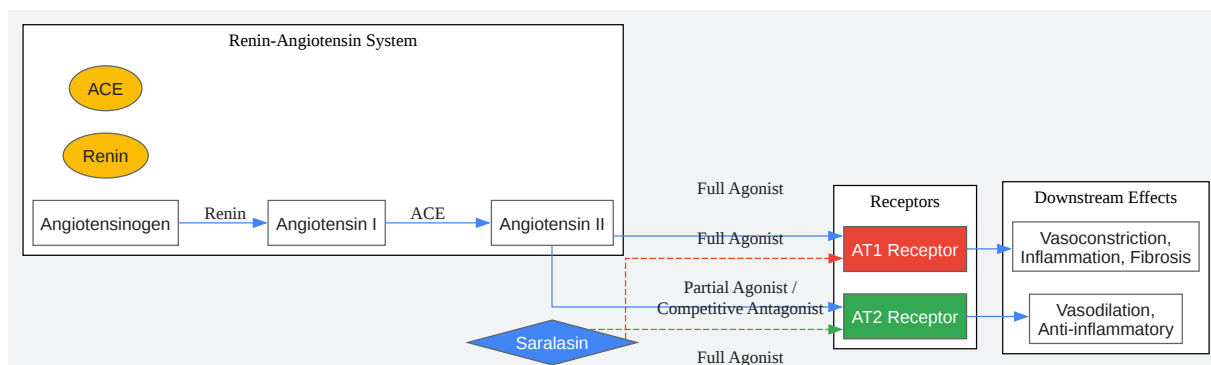 Renin-Angiotensin System
ACE
Renin
Angiotensinogen
Renin
Angiotensin I
ACE
Angiotensin II
Full Agonist
Full Agonist
Partial Agonist /
Competitive Antagonist
Full Agonist
Saralasin
Receptors
AT1 Receptor
AT2 Receptor
Downstream Effects
Vasoconstriction,
Inflammation, Fibrosis
Vasodilation,
Anti-inflammatory